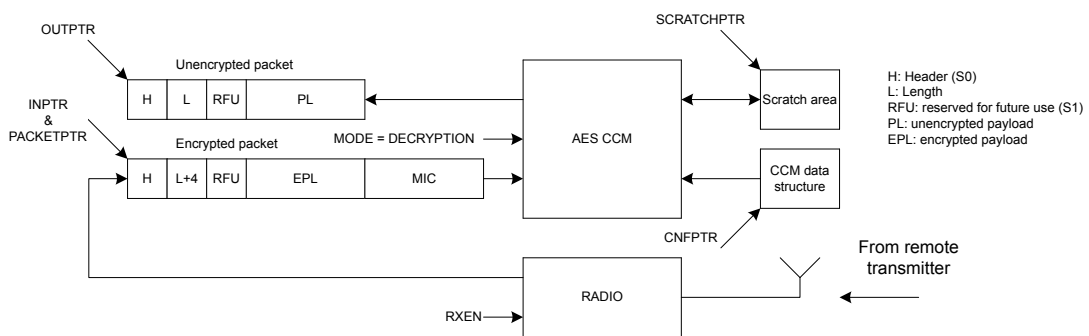 OUTPTR
SCRATCHPTR
Unencrypted packet
H L RFU PL
INPTR
&
PACKETPTR
MODE = DECRYPTION
AES CCM
Scratch area
H: Header (S0)
L: Length
RFU: reserved for future use (S1)
PL: unencrypted payload
EPL: encrypted payload
Encrypted packet
H L+4 RFU EPL MIC
CCM data
structure
CNFPTR
From remote
transmitter
RADIO
RXEN